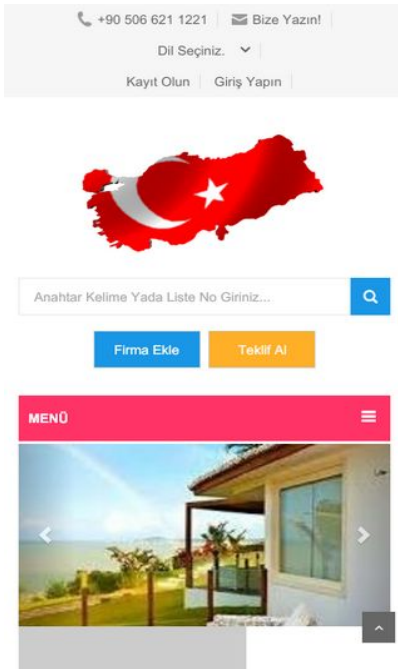 +90 506 621 1221 Bize Yazın!
Dil Seçiniz.
Kayıt Olun Giriş Yapın
Anahtar Kelime Yada Liste No Giriniz...
Firma Ekle Teklif Al
MENÜ